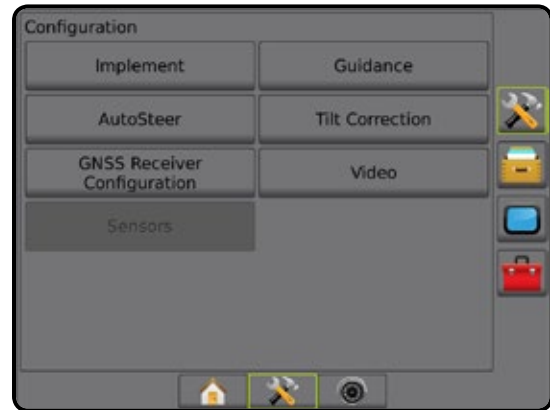 Configuration
Implement
Guidance
AutoSteer
Tilt Correction
GNSS Receiver
Configuration
Video
Sensors